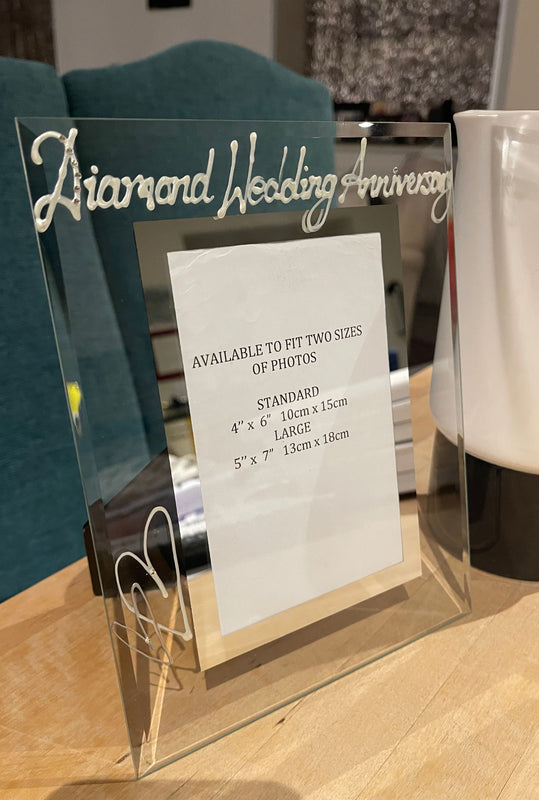 Diamond Wedding Anniversary
AVAILABLE TO FIT TWO SIZES
OF PHOTOS
STANDARD
4" x 6" 10cm x 15cm
LARGE
5" x 7" 13cm x 18cm